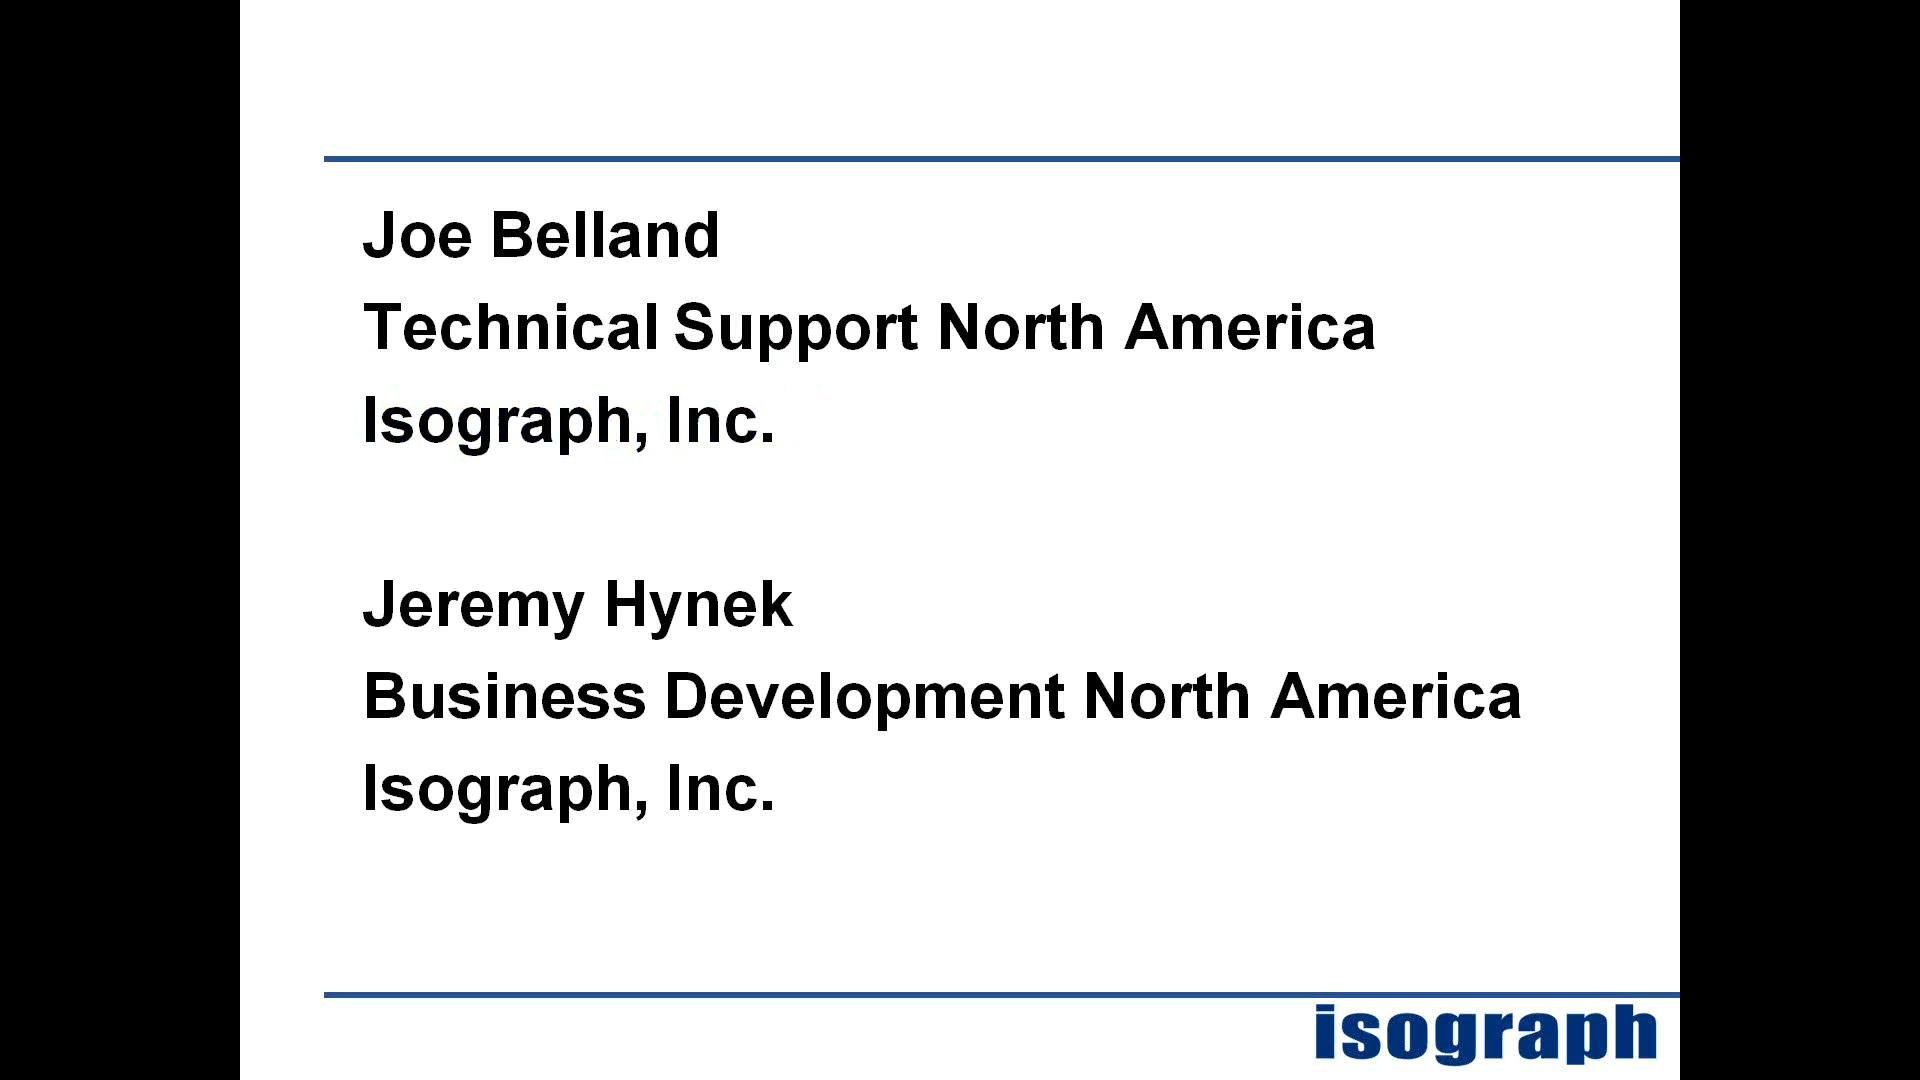 Joe Belland
Technical Support North America
Isograph, Inc.
Jeremy Hynek
Business Development North America
Isograph, Inc.
isograph